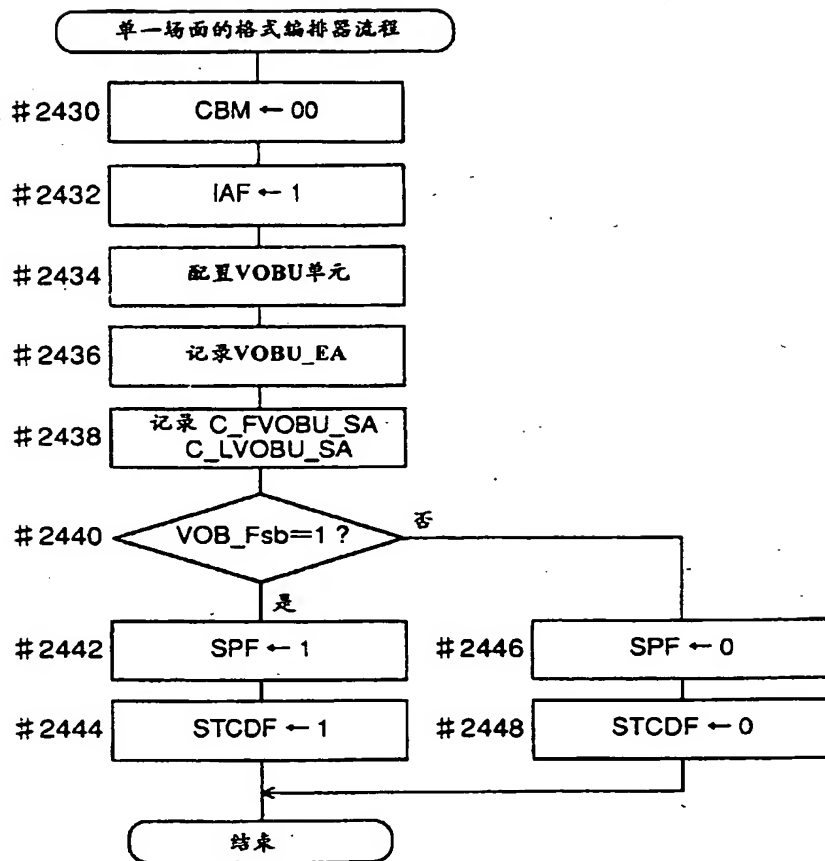 单一场面的格式编排器流程
#2430 CBM ← 00
#2432 IAF ← 1
#2434 配置VOBU单元
#2436 记录VOBU_EA
#2438 记录 C_FVOBU_SA
C_LVOBU_SA
#2440 VOB_Fsb=1 ?
否
是
#2442 SPF ← 1
#2446 SPF ← 0
#2444 STCDF ← 1
#2448 STCDF ← 0
结束